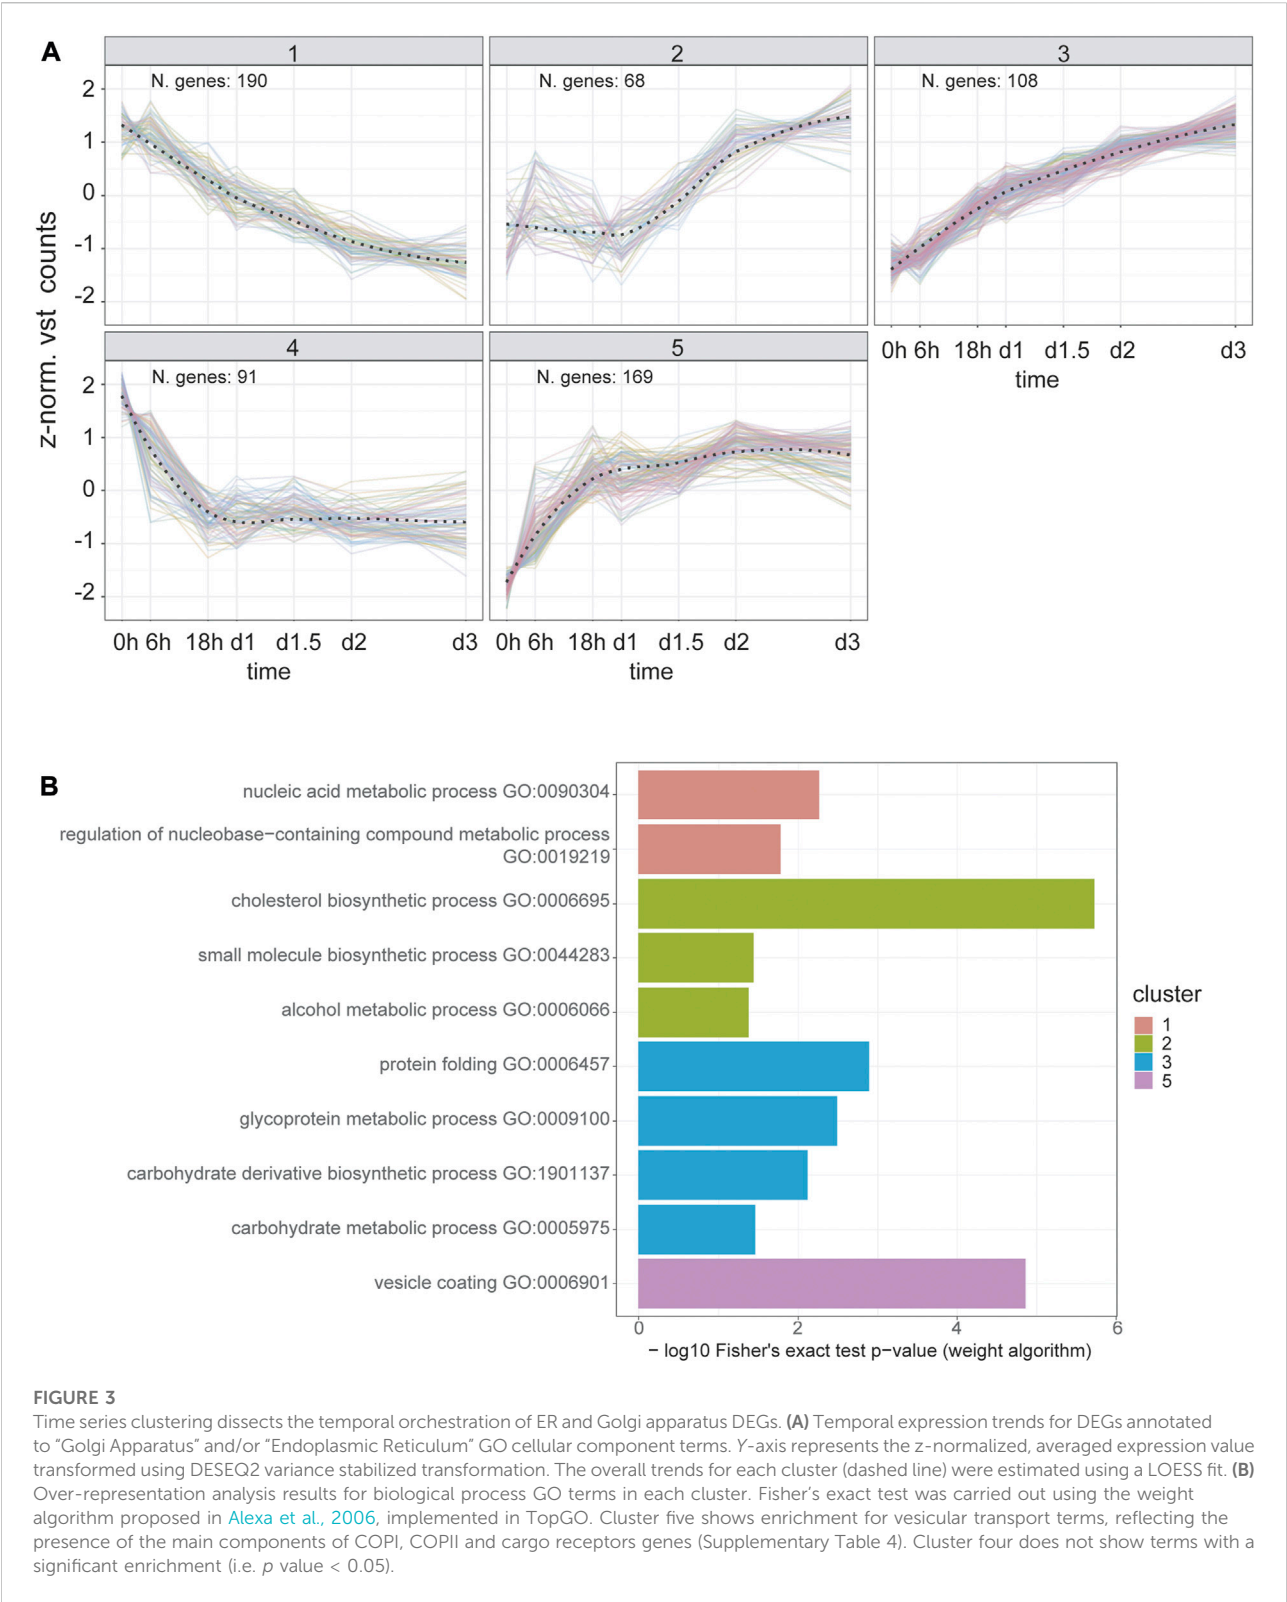 A
1
2
3
N. genes: 190
N. genes: 68
N. genes: 108
2
1
0
-1
-2
z-norm. vst counts
0h 6h 18h d1 d1.5 d2 d3
time
4
5
N. genes: 91
N. genes: 169
2
1
0
-1
-2
0h 6h 18h d1 d1.5 d2 d3
time
0h 6h 18h d1 d1.5 d2 d3
time
B
nucleic acid metabolic process GO:0090304
regulation of nucleobase−containing compound metabolic process
GO:0019219
cholesterol biosynthetic process GO:0006695
small molecule biosynthetic process GO:0044283
alcohol metabolic process GO:0006066
protein folding GO:0006457
glycoprotein metabolic process GO:0009100
carbohydrate derivative biosynthetic process GO:1901137
carbohydrate metabolic process GO:0005975
vesicle coating GO:0006901
0 2 4 6
− log10 Fisher's exact test p−value (weight algorithm)
cluster
1
2
3
5
FIGURE 3
Time series clustering dissects the temporal orchestration of ER and Golgi apparatus DEGs. (A) Temporal expression trends for DEGs annotated
to “Golgi Apparatus” and/or “Endoplasmic Reticulum” GO cellular component terms. Y-axis represents the z-normalized, averaged expression value
transformed using DESEQ2 variance stabilized transformation. The overall trends for each cluster (dashed line) were estimated using a LOESS fit. (B)
Over-representation analysis results for biological process GO terms in each cluster. Fisher’s exact test was carried out using the weight
algorithm proposed in Alexa et al., 2006, implemented in TopGO. Cluster five shows enrichment for vesicular transport terms, reflecting the
presence of the main components of COPI, COPII and cargo receptors genes (Supplementary Table 4). Cluster four does not show terms with a
significant enrichment (i.e. p value < 0.05).